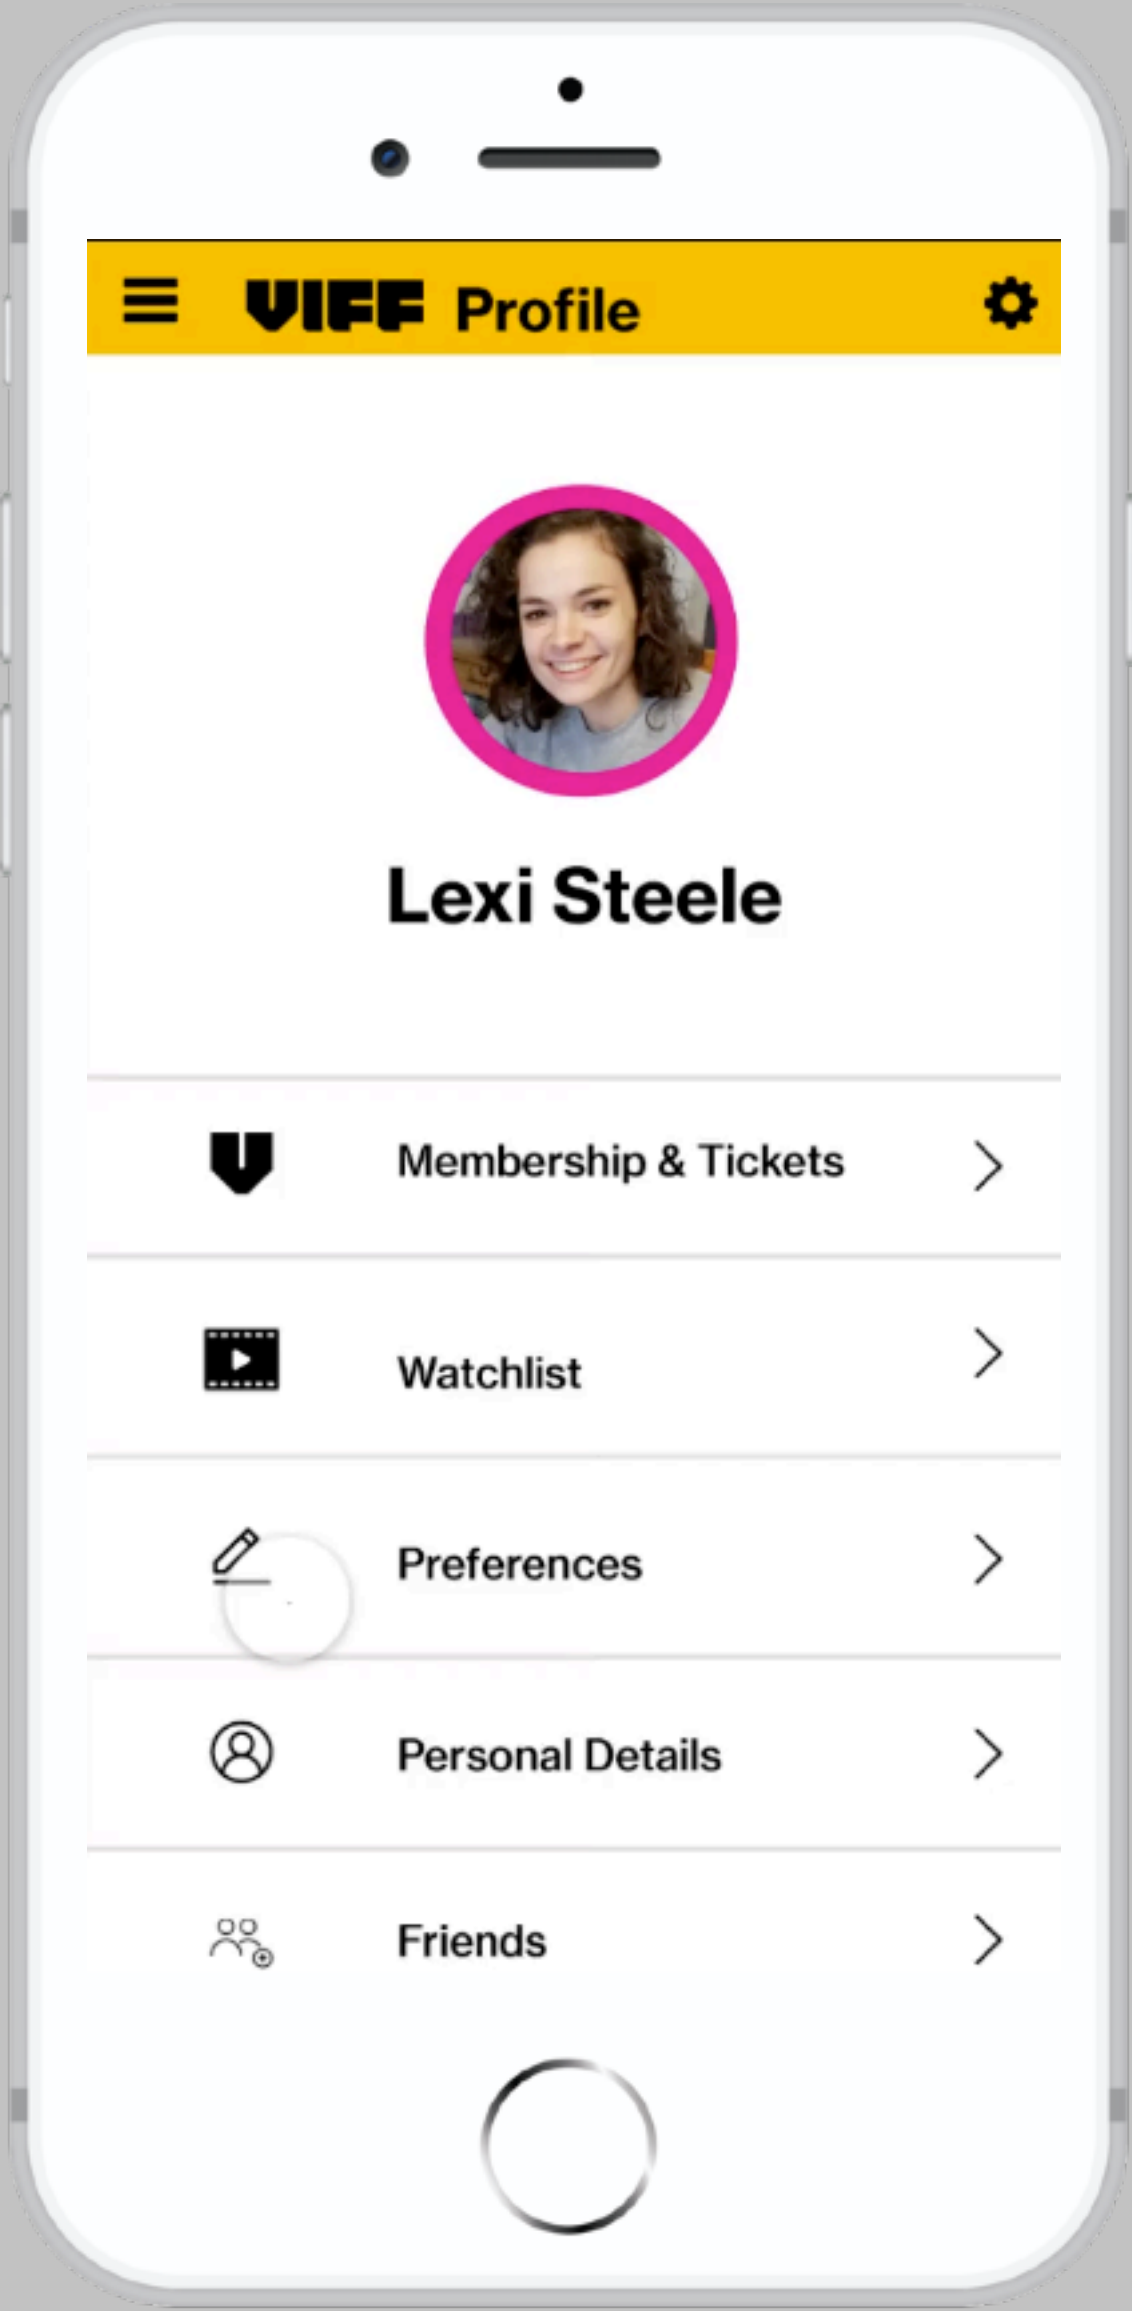 VIFF Profile
Lexi Steele
Membership & Tickets
Watchlist
Preferences
Personal Details
Friends